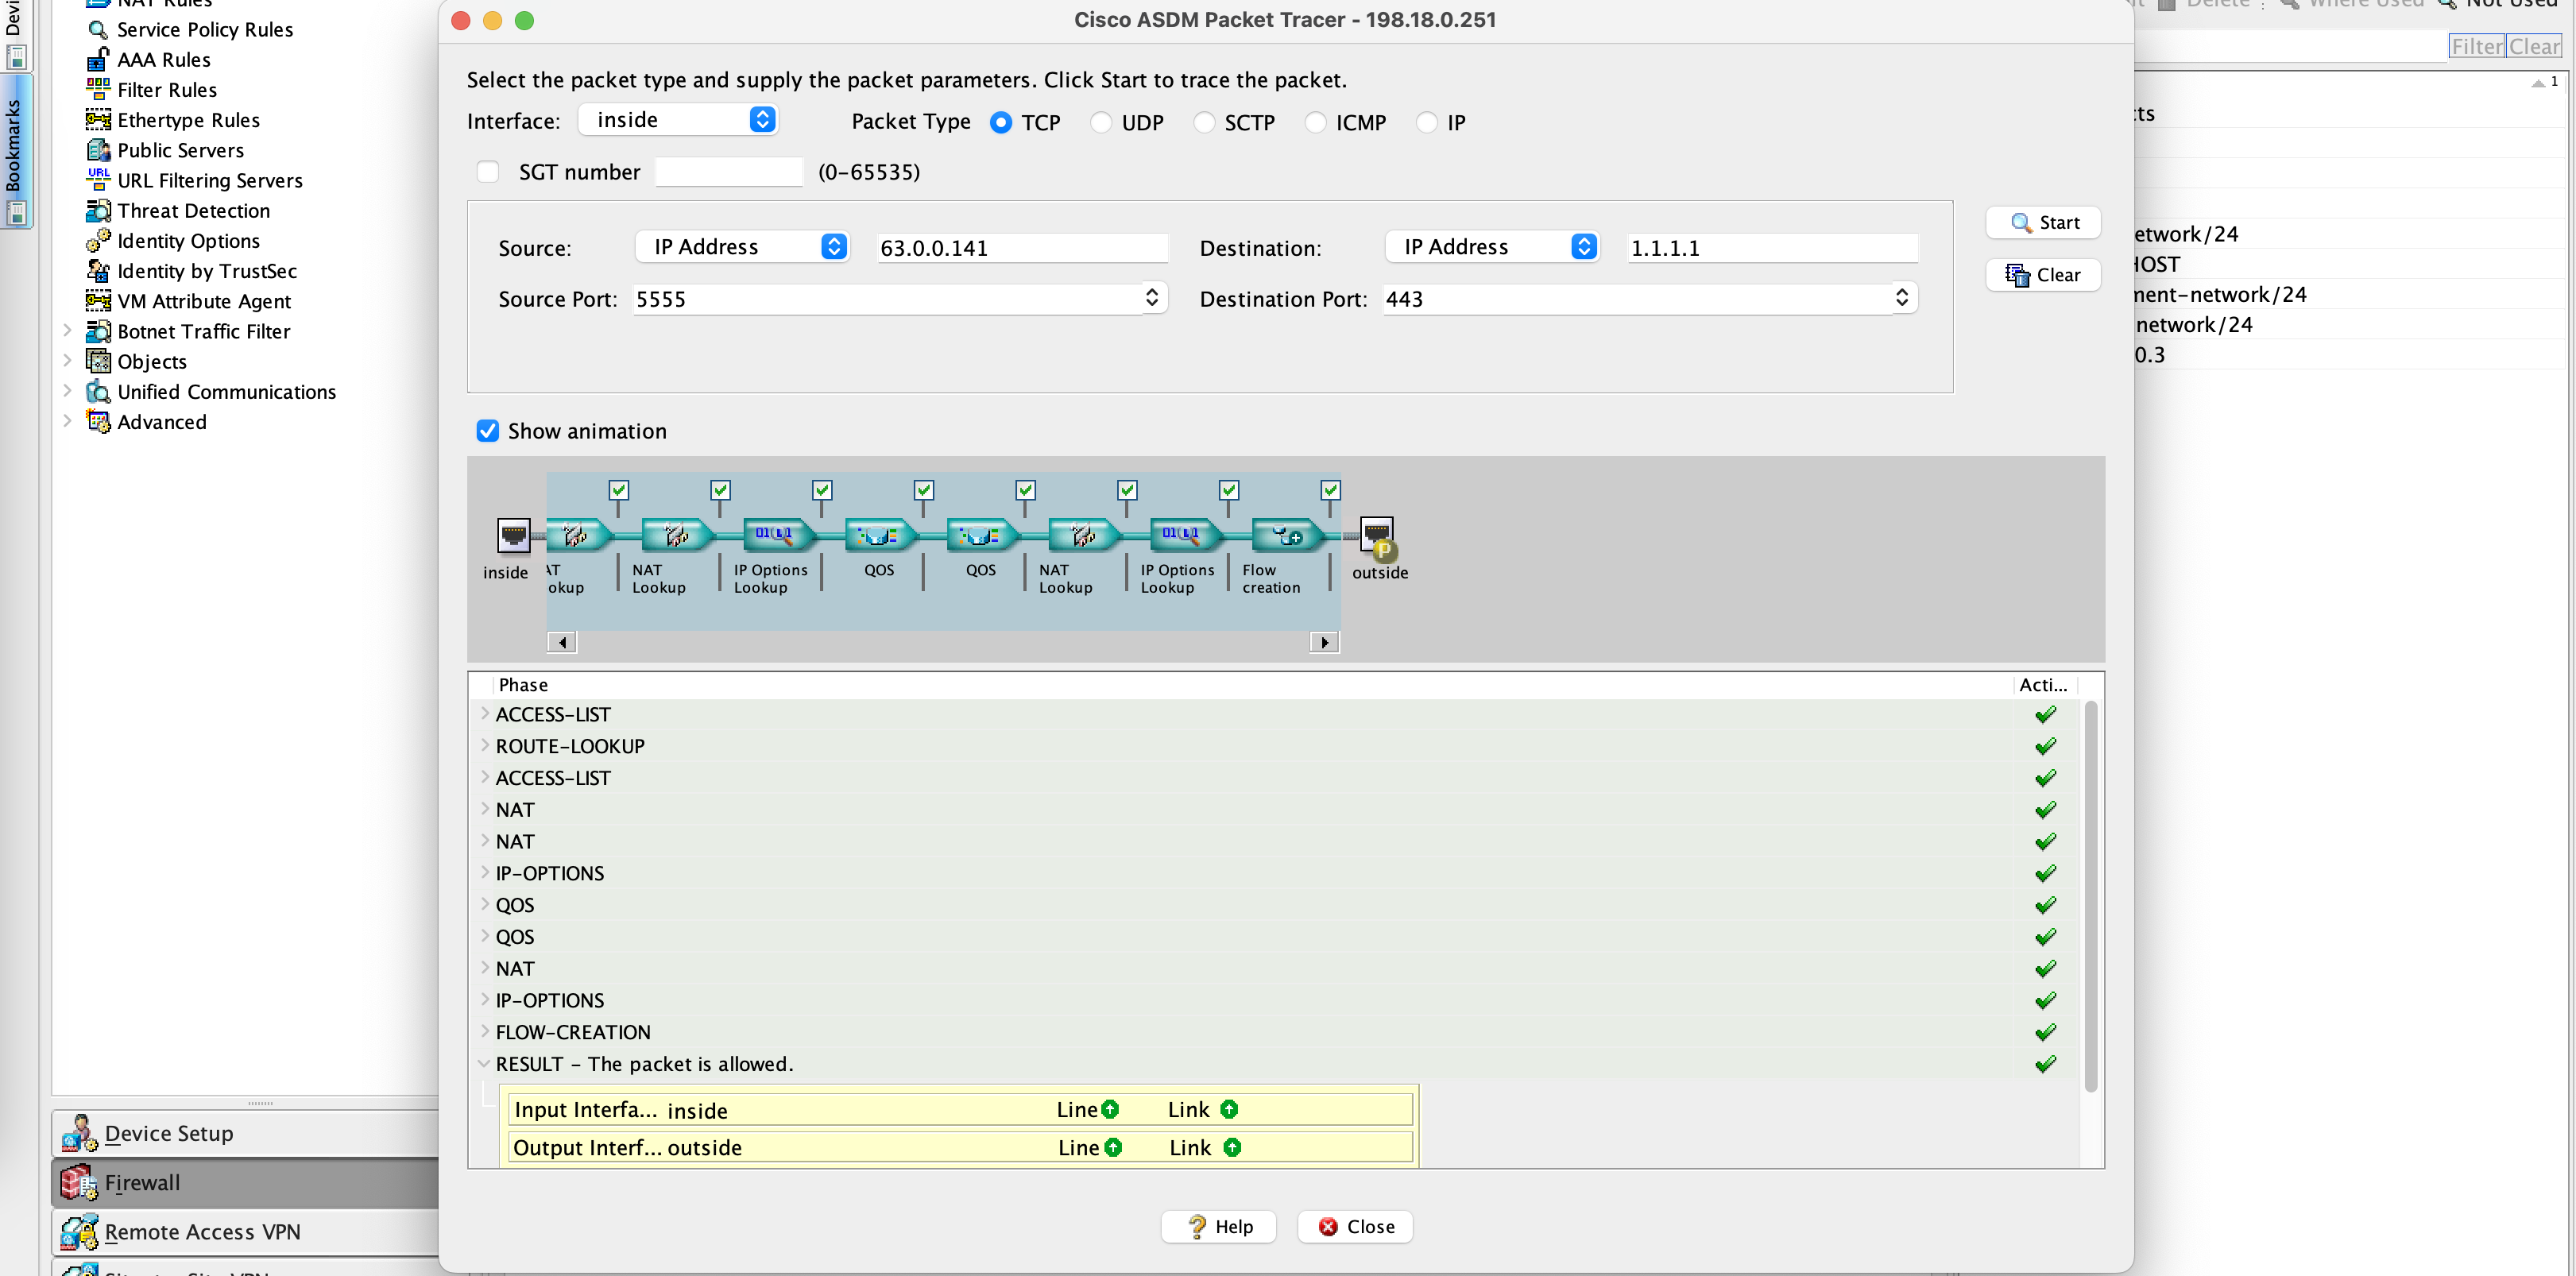 Cisco ASDM Packet Tracer - 198.18.0.251
Select the packet type and supply the packet parameters. Click Start to trace the packet.
Interface: inside Packet Type TCP UDP SCTP ICMP IP
SGT number (0-65535)
Source: IP Address 63.0.0.141 Destination: IP Address 1.1.1.1
Source Port: 5555 Destination Port: 443
Start
Clear
Show animation
inside
NAT Lookup
IP Options Lookup
QOS
QOS
NAT Lookup
IP Options Lookup
Flow creation
outside
Phase Acti...
ACCESS-LIST
ROUTE-LOOKUP
ACCESS-LIST
NAT
NAT
IP-OPTIONS
QOS
QOS
NAT
IP-OPTIONS
FLOW-CREATION
RESULT - The packet is allowed.
Input Interfa... inside Line Link
Output Interf... outside Line Link
Help Close
Bookmarks
NAT Rules
Service Policy Rules
AAA Rules
Filter Rules
Ethertype Rules
Public Servers
URL Filtering Servers
Threat Detection
Identity Options
Identity by TrustSec
VM Attribute Agent
Botnet Traffic Filter
Objects
Unified Communications
Advanced
Device Setup
Firewall
Remote Access VPN
Delete Where Used Not Used
Filter Clear
1
etwork/24
HOST
ment-network/24
network/24
0.3